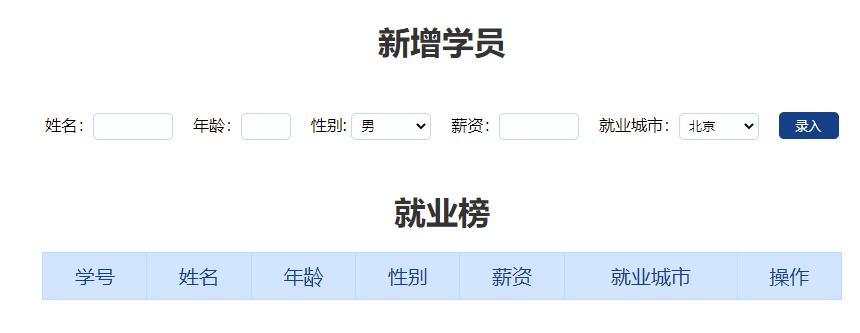 新增学员
姓名： 年龄： 性别: 男 薪资： 就业城市： 北京 录入
就业榜
学号 姓名 年龄 性别 薪资 就业城市 操作